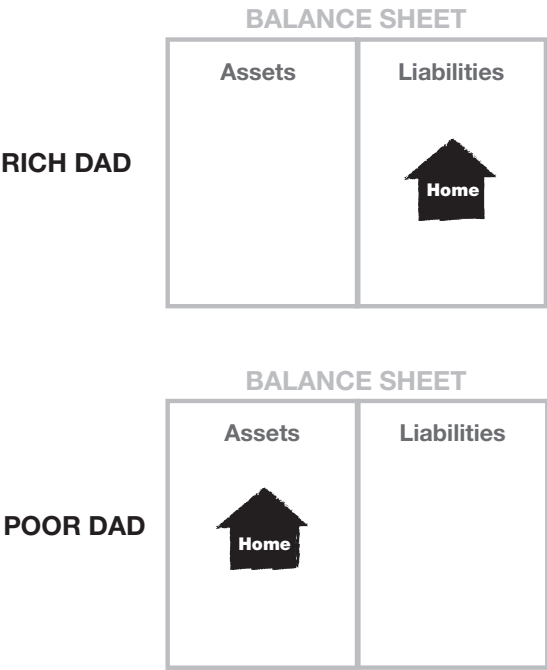 BALANCE SHEET
Assets Liabilities
RICH DAD
Home
BALANCE SHEET
Assets Liabilities
POOR DAD
Home